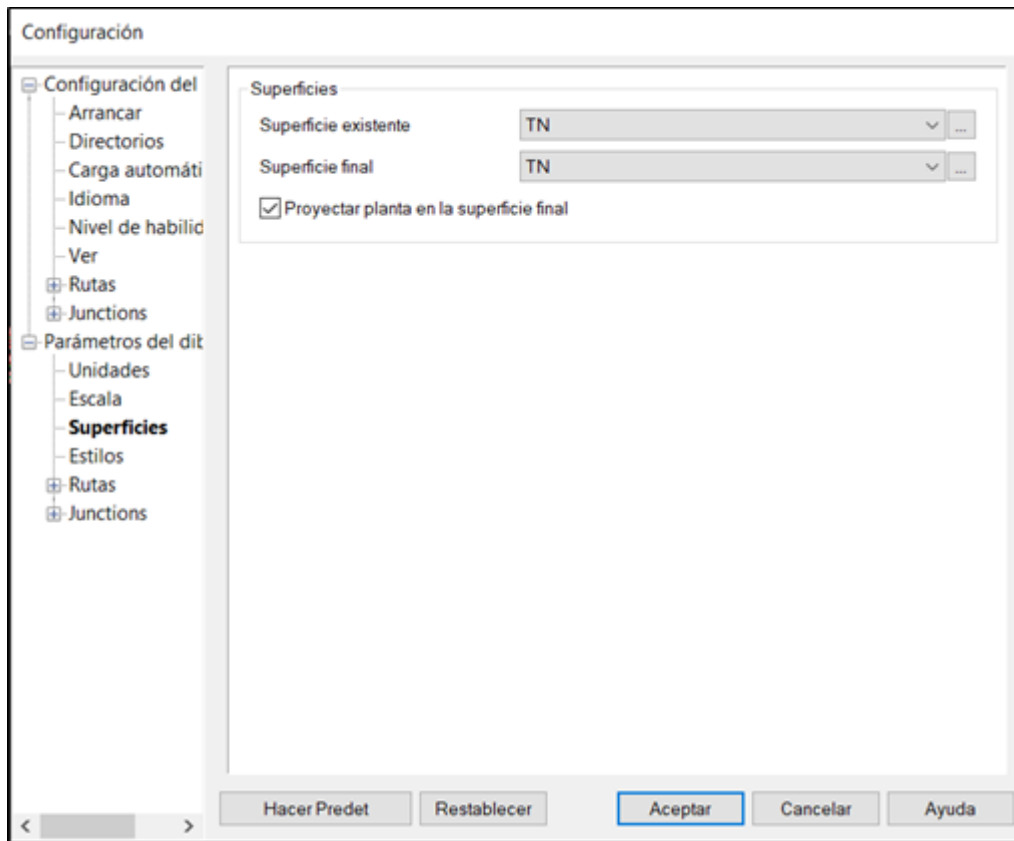 Configuración
Configuración del
Arrancar
Directorios
Carga automáti
Idioma
Nivel de habilid
Ver
Rutas
Junctions
Parámetros del dib
Unidades
Escala
Superficies
Estilos
Rutas
Junctions
Superficies
Superficie existente TN ...
Superficie final TN ...
Proyectar planta en la superficie final
Hacer Predet Restablecer Aceptar Cancelar Ayuda